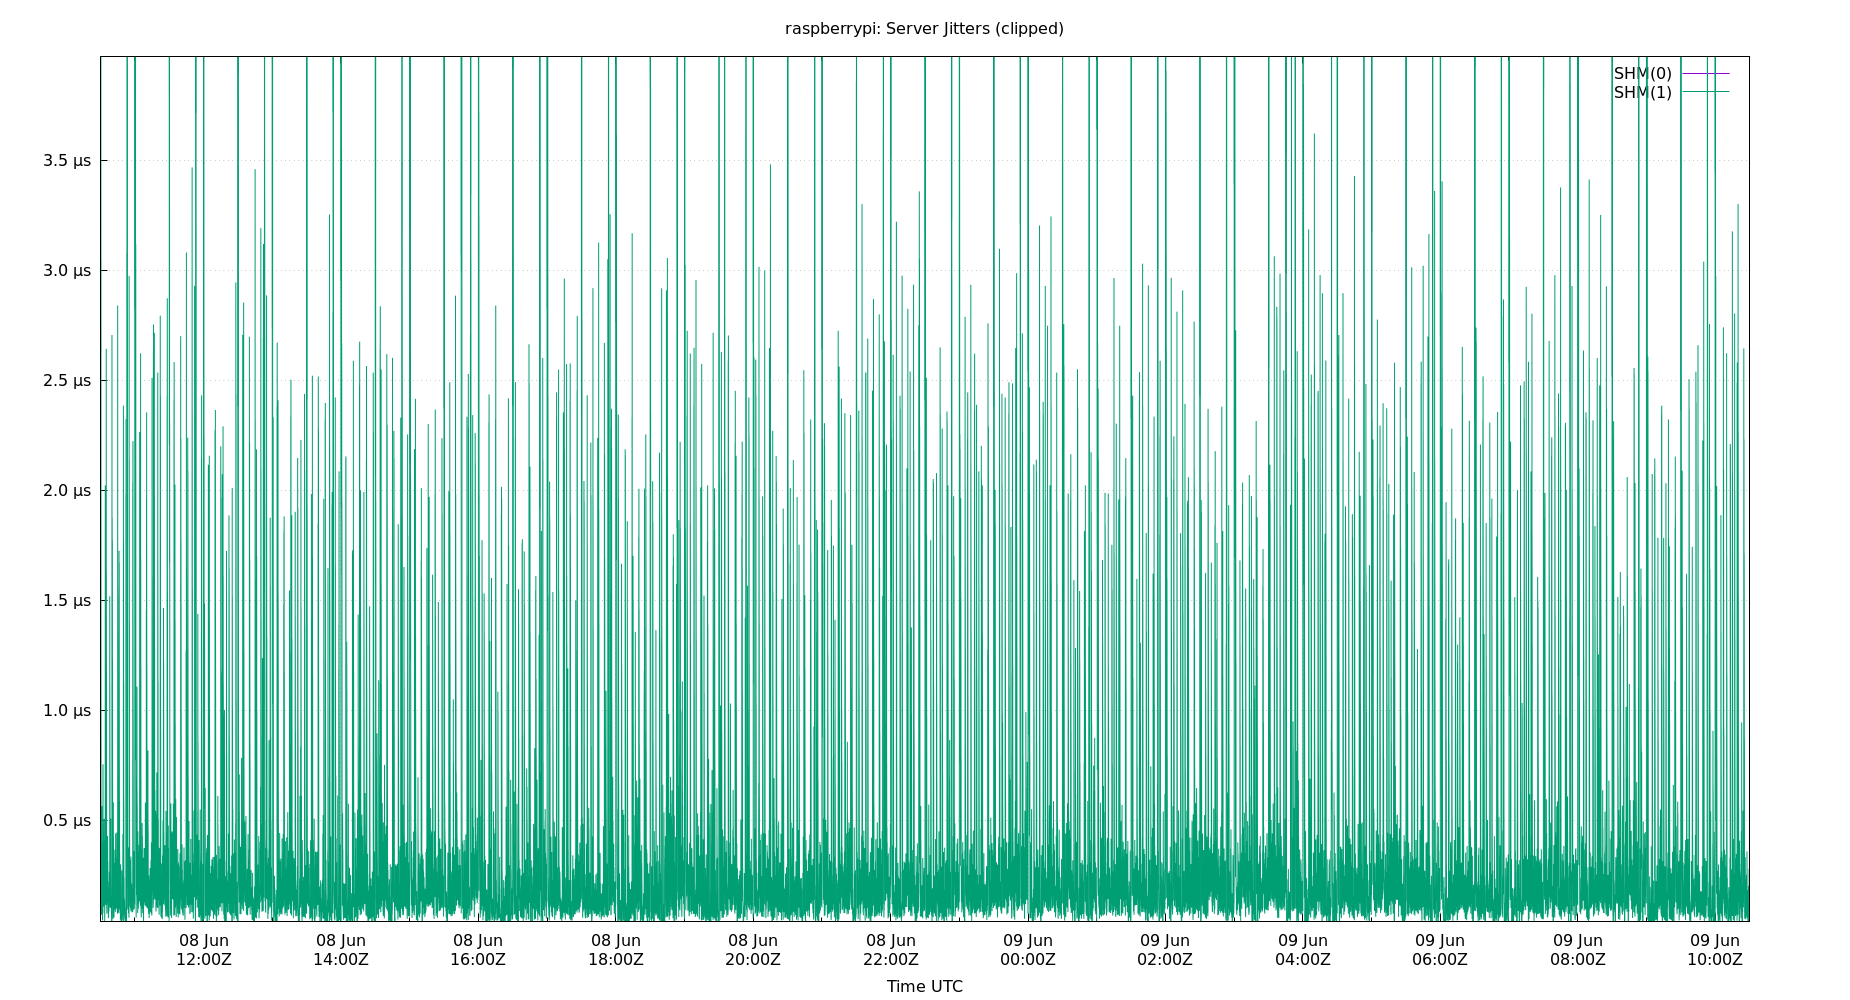 raspberrypi: Server Jitters (clipped)
SHM(0)
SHM(1)
3.5 µs
3.0 µs
2.5 µs
2.0 µs
1.5 µs
1.0 µs
0.5 µs
08 Jun 08 Jun 08 Jun 08 Jun 08 Jun 08 Jun 09 Jun 09 Jun 09 Jun 09 Jun 09 Jun 09 Jun
12:00Z 14:00Z 16:00Z 18:00Z 20:00Z 22:00Z 00:00Z 02:00Z 04:00Z 06:00Z 08:00Z 10:00Z
Time UTC